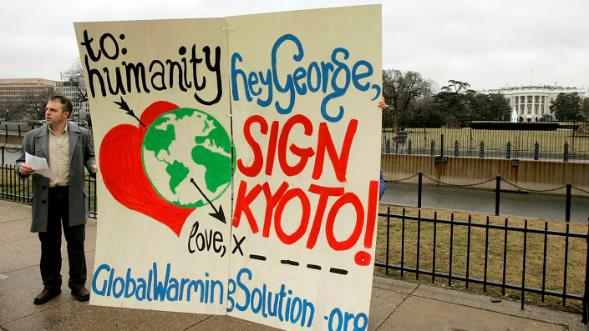 to:
humanity
love, x
hey George,
SIGN
KYOTO!
GlobalWarmingSolution.org